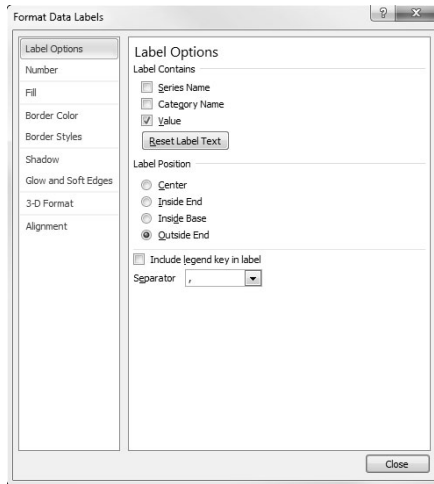 Format Data Labels
?
X
Label Options
Number
Fill
Border Color
Border Styles
Shadow
Glow and Soft Edges
3-D Format
Alignment
Label Options
Label Contains
Series Name
Category Name
Value
Reset Label Text
Label Position
Center
Inside End
Inside Base
Outside End
Include legend key in label
Separator ,
Close